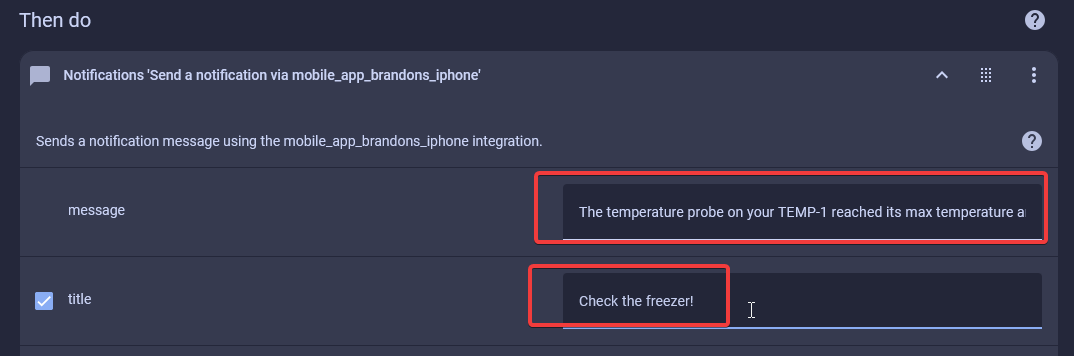 Then do
Notifications 'Send a notification via mobile_app_brandons_iphone'
Sends a notification message using the mobile_app_brandons_iphone integration.
message
The temperature probe on your TEMP-1 reached its max temperature a
title
Check the freezer!